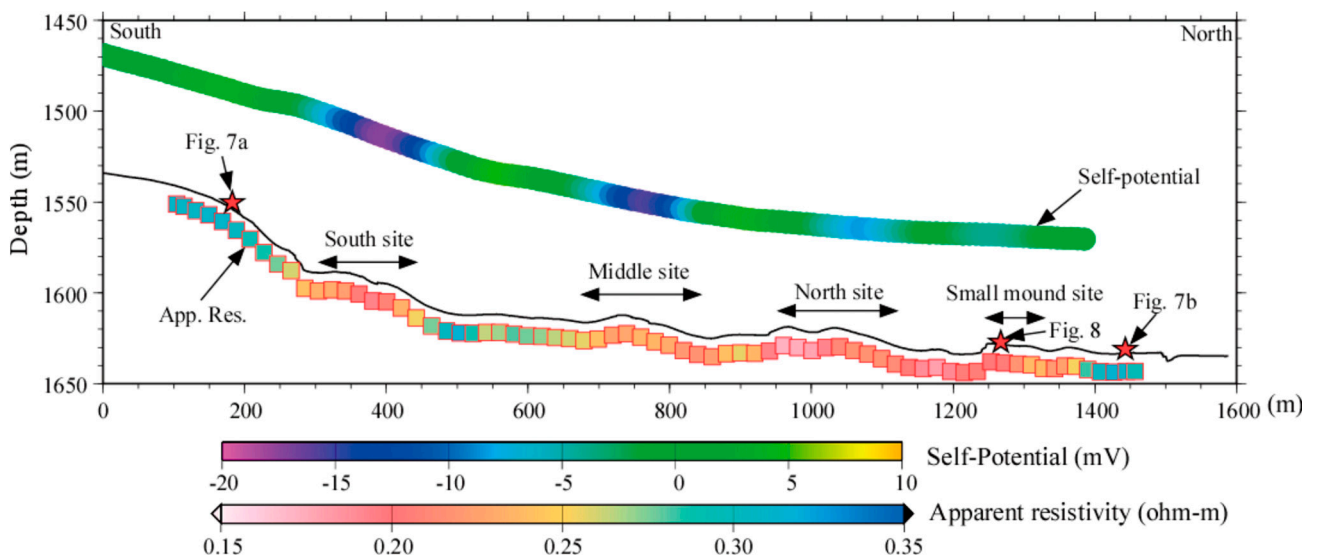 1450
South
North
1500
Fig. 7a
Depth (m)
Self-potential
1550
South site
Middle site
App. Res.
North site
Small mound site
Fig. 7b
1600
Fig. 8
1650
0 200 400 600 800 1000 1200 1400 1600 (m)
Self-Potential (mV)
-20 -15 -10 -5 0 5 10
Apparent resistivity (ohm-m)
0.15 0.20 0.25 0.30 0.35